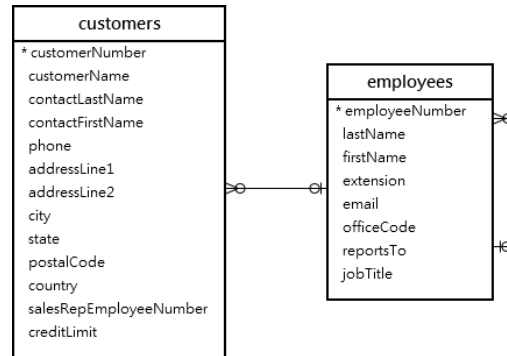 customers
* customerNumber
customerName
contactLastName
contactFirstName
phone
addressLine1
addressLine2
city
state
postalCode
country
salesRepEmployeeNumber
creditLimit
employees
* employeeNumber
lastName
firstName
extension
email
officeCode
reportsTo
jobTitle